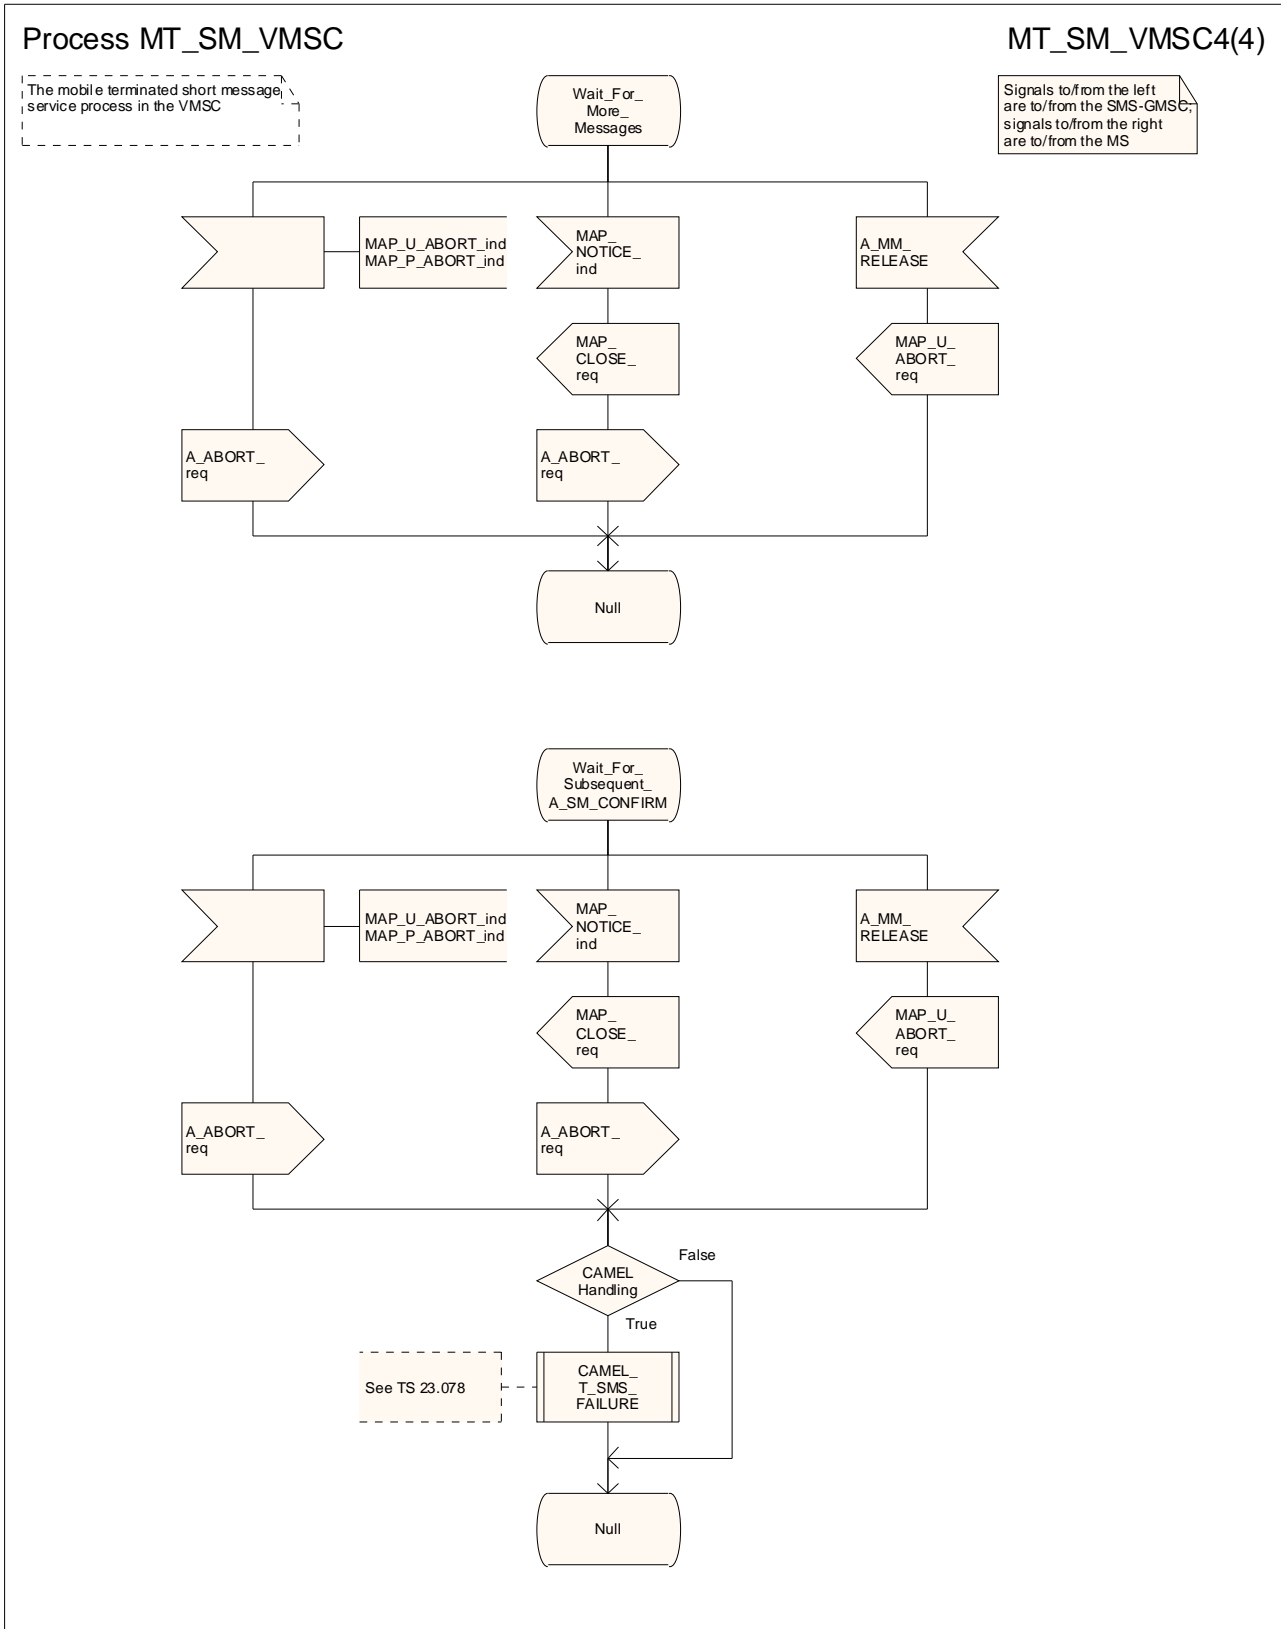 Process MT_SM_VMSC
MT_SM_VMSC4(4)
The mobile terminated short message
service process in the VMSC
Signals to/from the left
are to/from the SMS-GMSC;
signals to/from the right
are to/from the MS
Wait_For_
More_
Messages
MAP_U_ABORT_ind
MAP_P_ABORT_ind
MAP_
NOTICE_
ind
A_MM_
RELEASE
MAP_
CLOSE_
req
MAP_U_
ABORT_
req
A_ABORT_
req
A_ABORT_
req
Null
Wait_For_
Subsequent_
A_SM_CONFIRM
MAP_U_ABORT_ind
MAP_P_ABORT_ind
MAP_
NOTICE_
ind
A_MM_
RELEASE
MAP_
CLOSE_
req
MAP_U_
ABORT_
req
A_ABORT_
req
A_ABORT_
req
False
CAMEL
Handling
True
See TS 23.078
CAMEL_
T_SMS_
FAILURE
Null